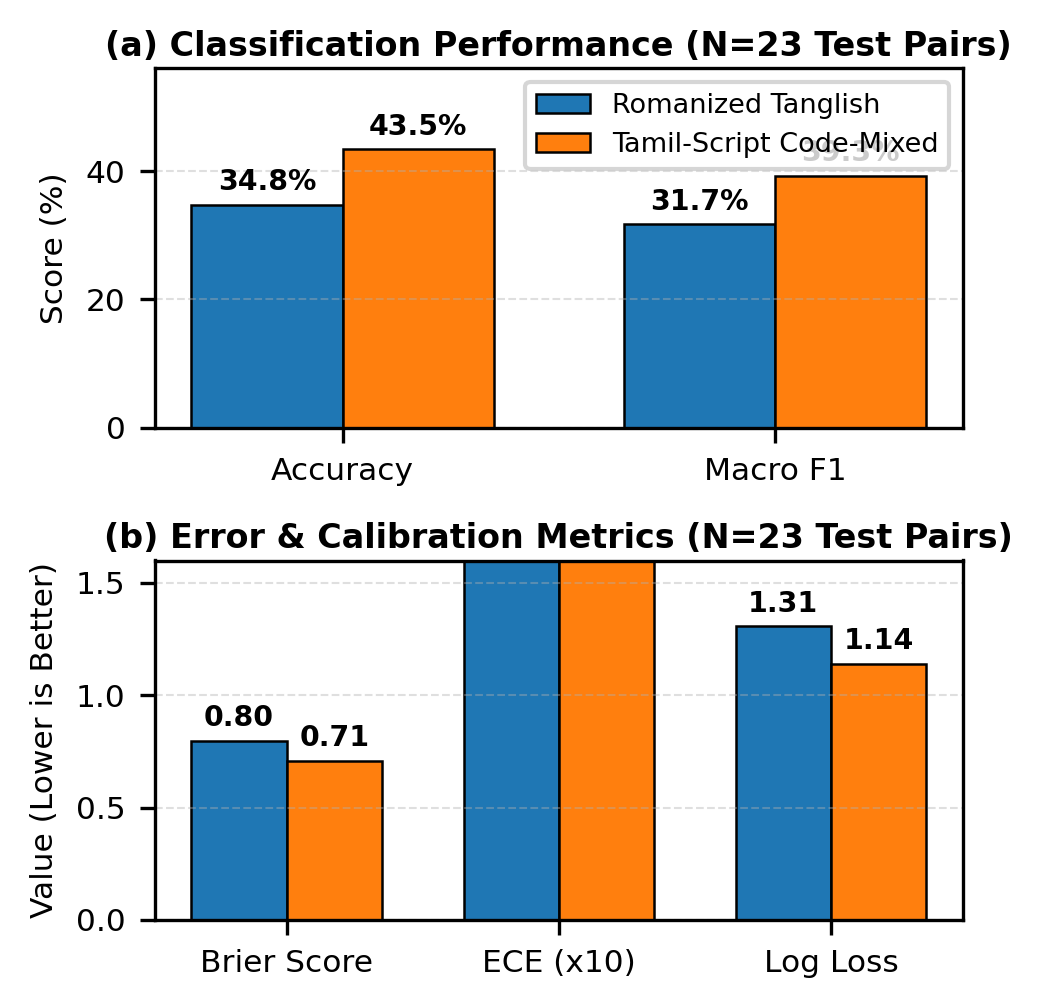 (a) Classification Performance (N=23 Test Pairs)
Romanized Tanglish
Tamil-Script Code-Mixed
43.5%
34.8%
39.3%
31.7%
Score (%)
40
20
0
Accuracy
Macro F1
(b) Error & Calibration Metrics (N=23 Test Pairs)
Value (Lower is Better)
1.5
1.0
0.5
0.0
0.80
0.71
1.31
1.14
Brier Score
ECE (x10)
Log Loss